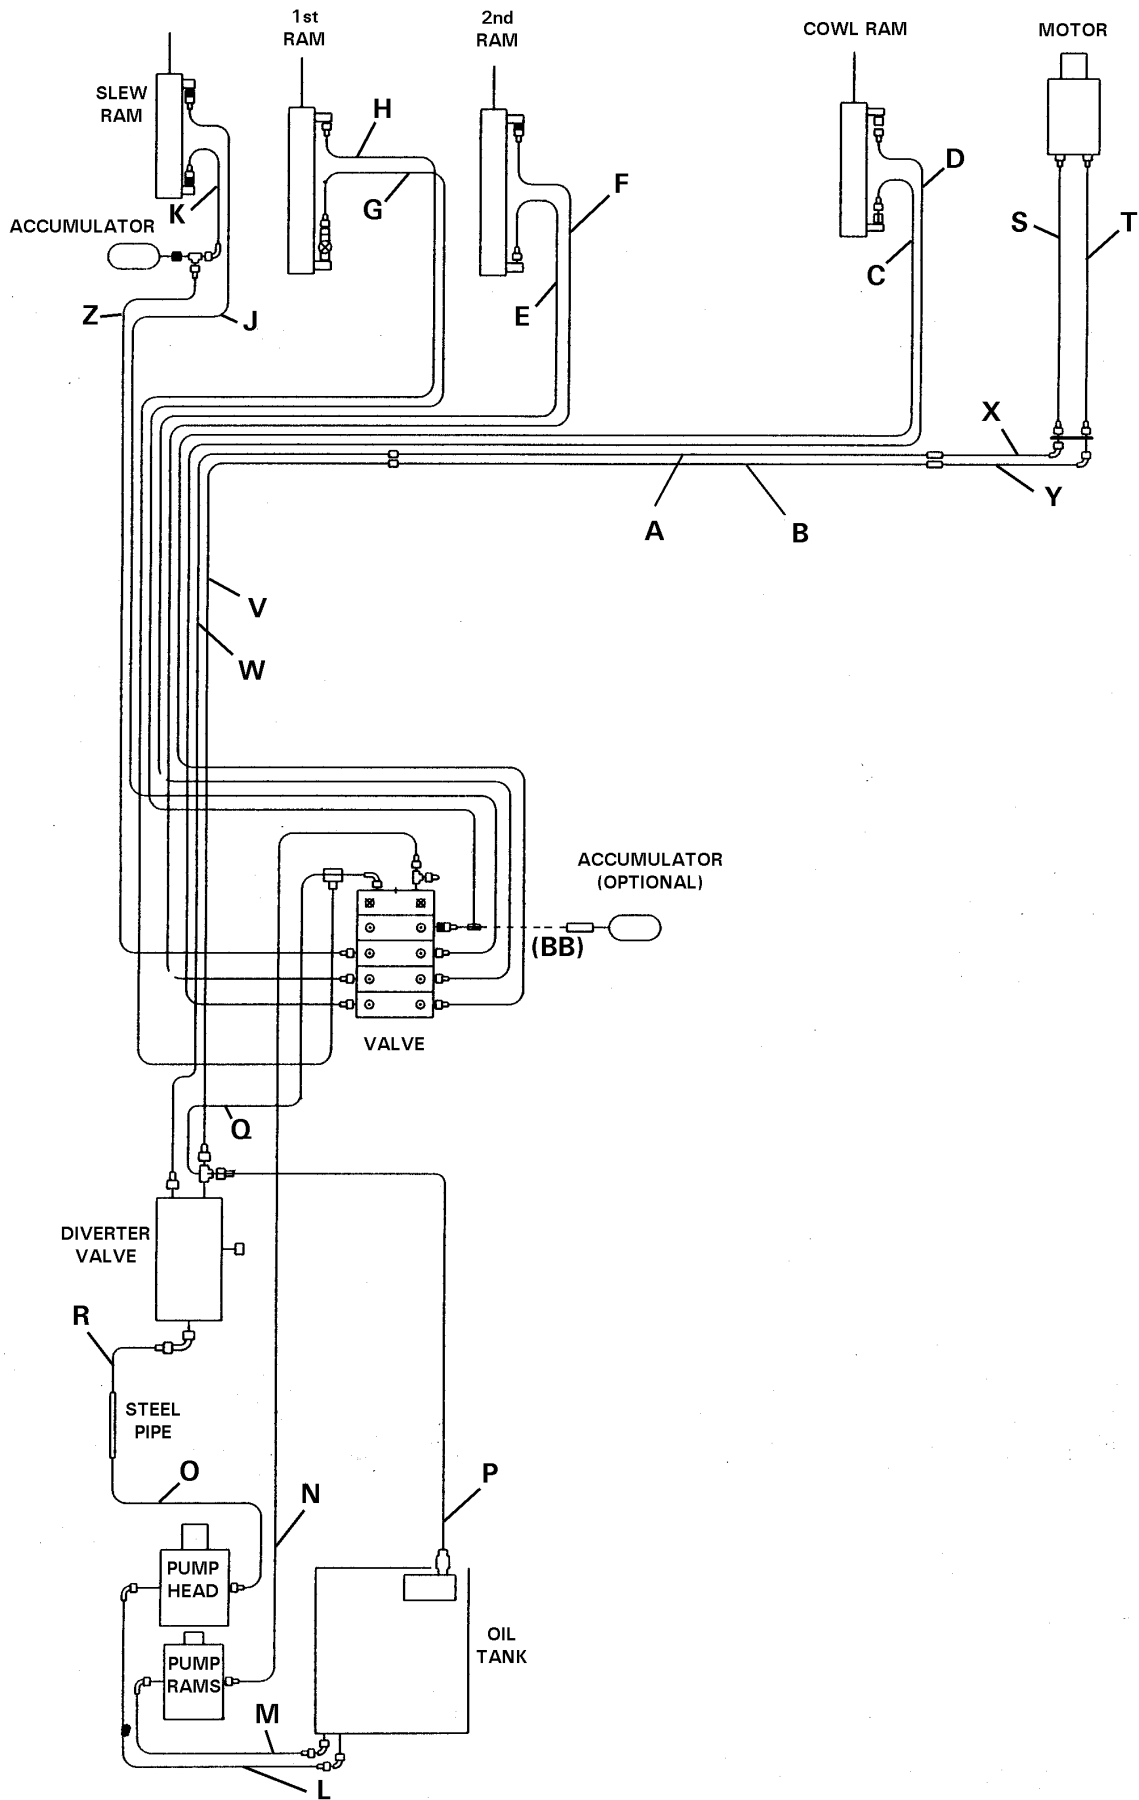 1st
RAM
2nd
RAM
COWL RAM
MOTOR
SLEW
RAM
H
D
F
K
G
S
T
ACCUMULATOR
C
Z
J
E
X
Y
A
B
V
W
ACCUMULATOR
(OPTIONAL)
(BB)
VALVE
Q
DIVERTER
VALVE
R
STEEL
PIPE
O
P
N
PUMP
HEAD
OIL
TANK
PUMP
RAMS
M
L